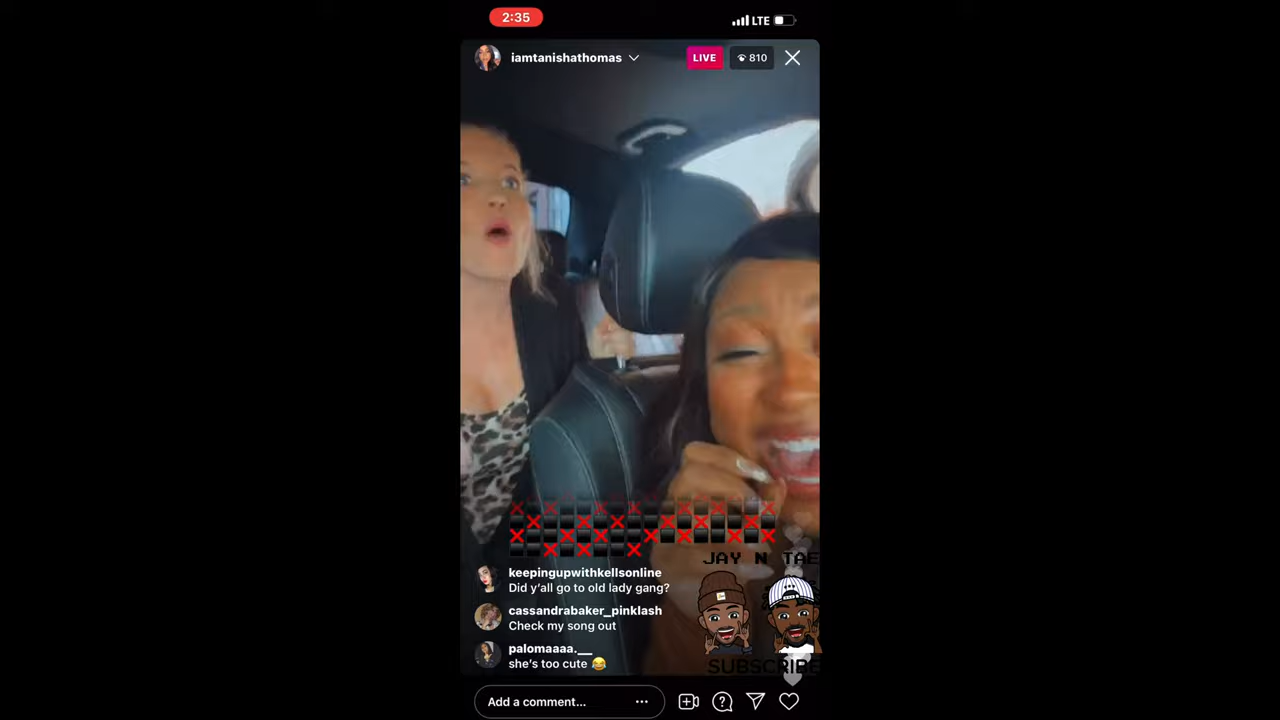 2:35
LTE
iamtanishathomas
LIVE
810
keepingupwithkellsonline
Did y'all go to old lady gang?
cassandrabaker_pinklash
Check my song out
palomaaaa.__
she's too cute 😂
JAY N TAE
SUBSCRIBE
Add a comment...